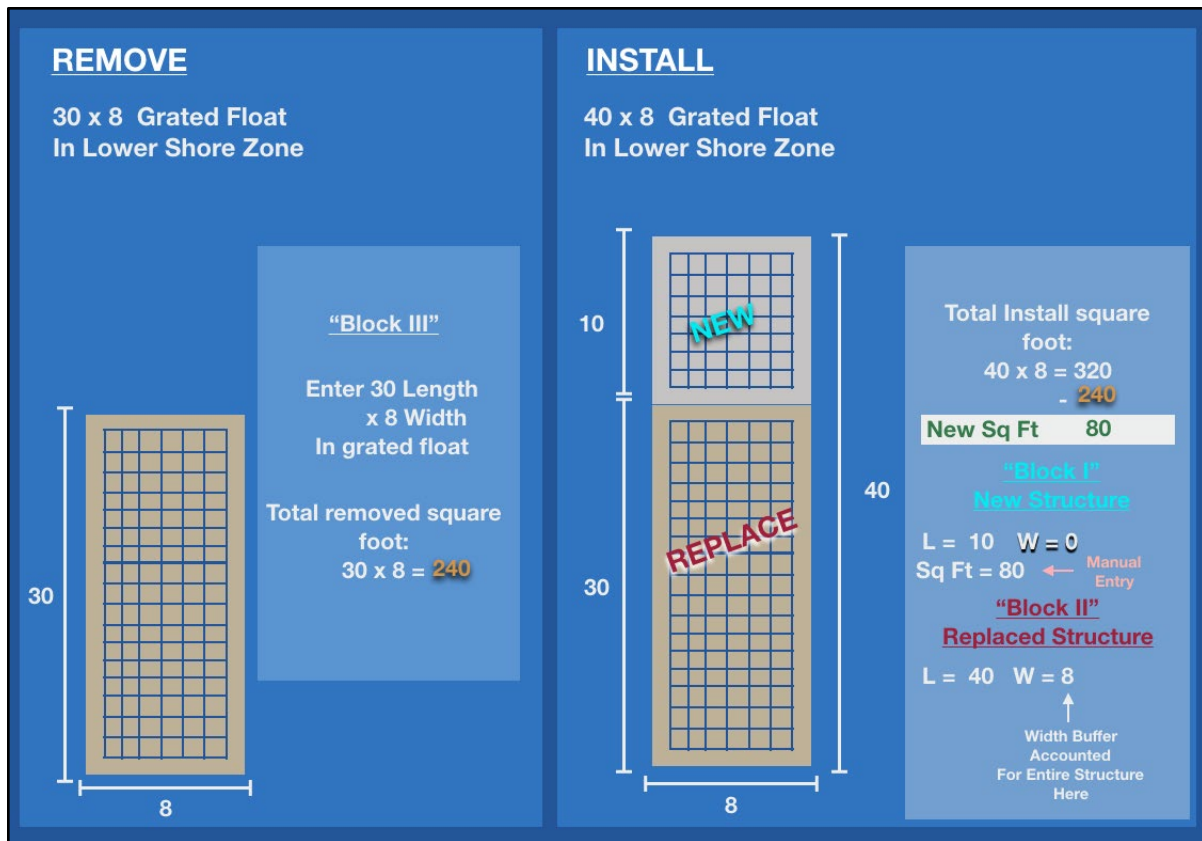 REMOVE
30 x 8 Grated Float
In Lower Shore Zone
“Block III”
Enter 30 Length
x 8 Width
In grated float
Total removed square
foot:
30 x 8 = 240
30
8
INSTALL
40 x 8 Grated Float
In Lower Shore Zone
10
30
NEW
REPLACE
40
8
Total Install square
foot:
40 x 8 = 320
- 240
New Sq Ft 80
“Block I”
New Structure
L = 10 W = 0
Sq Ft = 80
Manual
Entry
“Block II”
Replaced Structure
L = 40 W = 8
Width Buffer
Accounted
For Entire Structure
Here